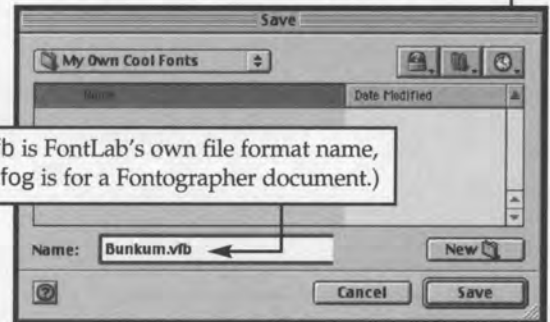 Save
My Own Cool Fonts
Name
Date Modified
b is FontLab's own file format name,
fog is for a Fontographer document.)
Name:
Bunkum.vfb
New
Cancel
Save